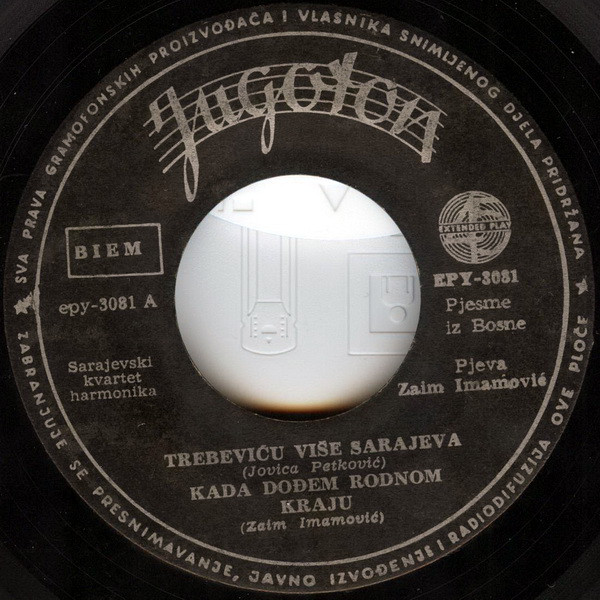 ★ SVA PRAVA GRAMOFONSKIH PROIZVOĐAČA I VLASNIKA SNIMLJENOG DJELA PRIDRŽANA ★
ZABRANJUJE SE PRESNIMAVANJE, JAVNO IZVOĐENJE I RADIODIFUZIJA OVE PLOČE
Jugoton
BIEM
epy-3081 A
Sarajevski
kvartet
harmonika
EXTENDED PLAY
EPY-3081
Pjesme
iz Bosne
Pjeva
Zaim Imamović
TREBEVIĆU VIŠE SARAJEVA
(Jovica Petković)
KADA DOĐEM RODNOM
KRAJU
(Zaim Imamović)